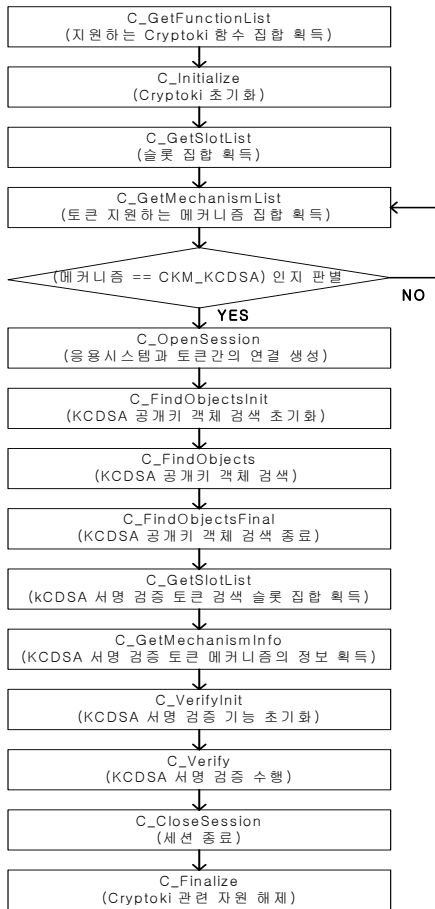 C_GetFunctionList
(지원하는 Cryptoki 함수 집합 획득)
C_Initialize
(Cryptoki 초기화)
C_GetSlotList
(슬롯 집합 획득)
C_GetMechanismList
(토큰 지원하는 메커니즘 집합 획득)
(메커니즘 == CKM_KCDSA) 인지 판별
NO
YES
C_OpenSession
(응용시스템과 토큰간의 연결 생성)
C_FindObjectsInit
(KCDSA 공개키 객체 검색 초기화)
C_FindObjects
(KCDSA 공개키 객체 검색)
C_FindObjectsFinal
(KCDSA 공개키 객체 검색 종료)
C_GetSlotList
(kCDSA 서명 검증 토큰 검색 슬롯 집합 획득)
C_GetMechanismInfo
(KCDSA 서명 검증 토큰 메커니즘의 정보 획득)
C_VerifyInit
(KCDSA 서명 검증 기능 초기화)
C_Verify
(KCDSA 서명 검증 수행)
C_CloseSession
(세션 종료)
C_Finalize
(Cryptoki 관련 자원 해제)